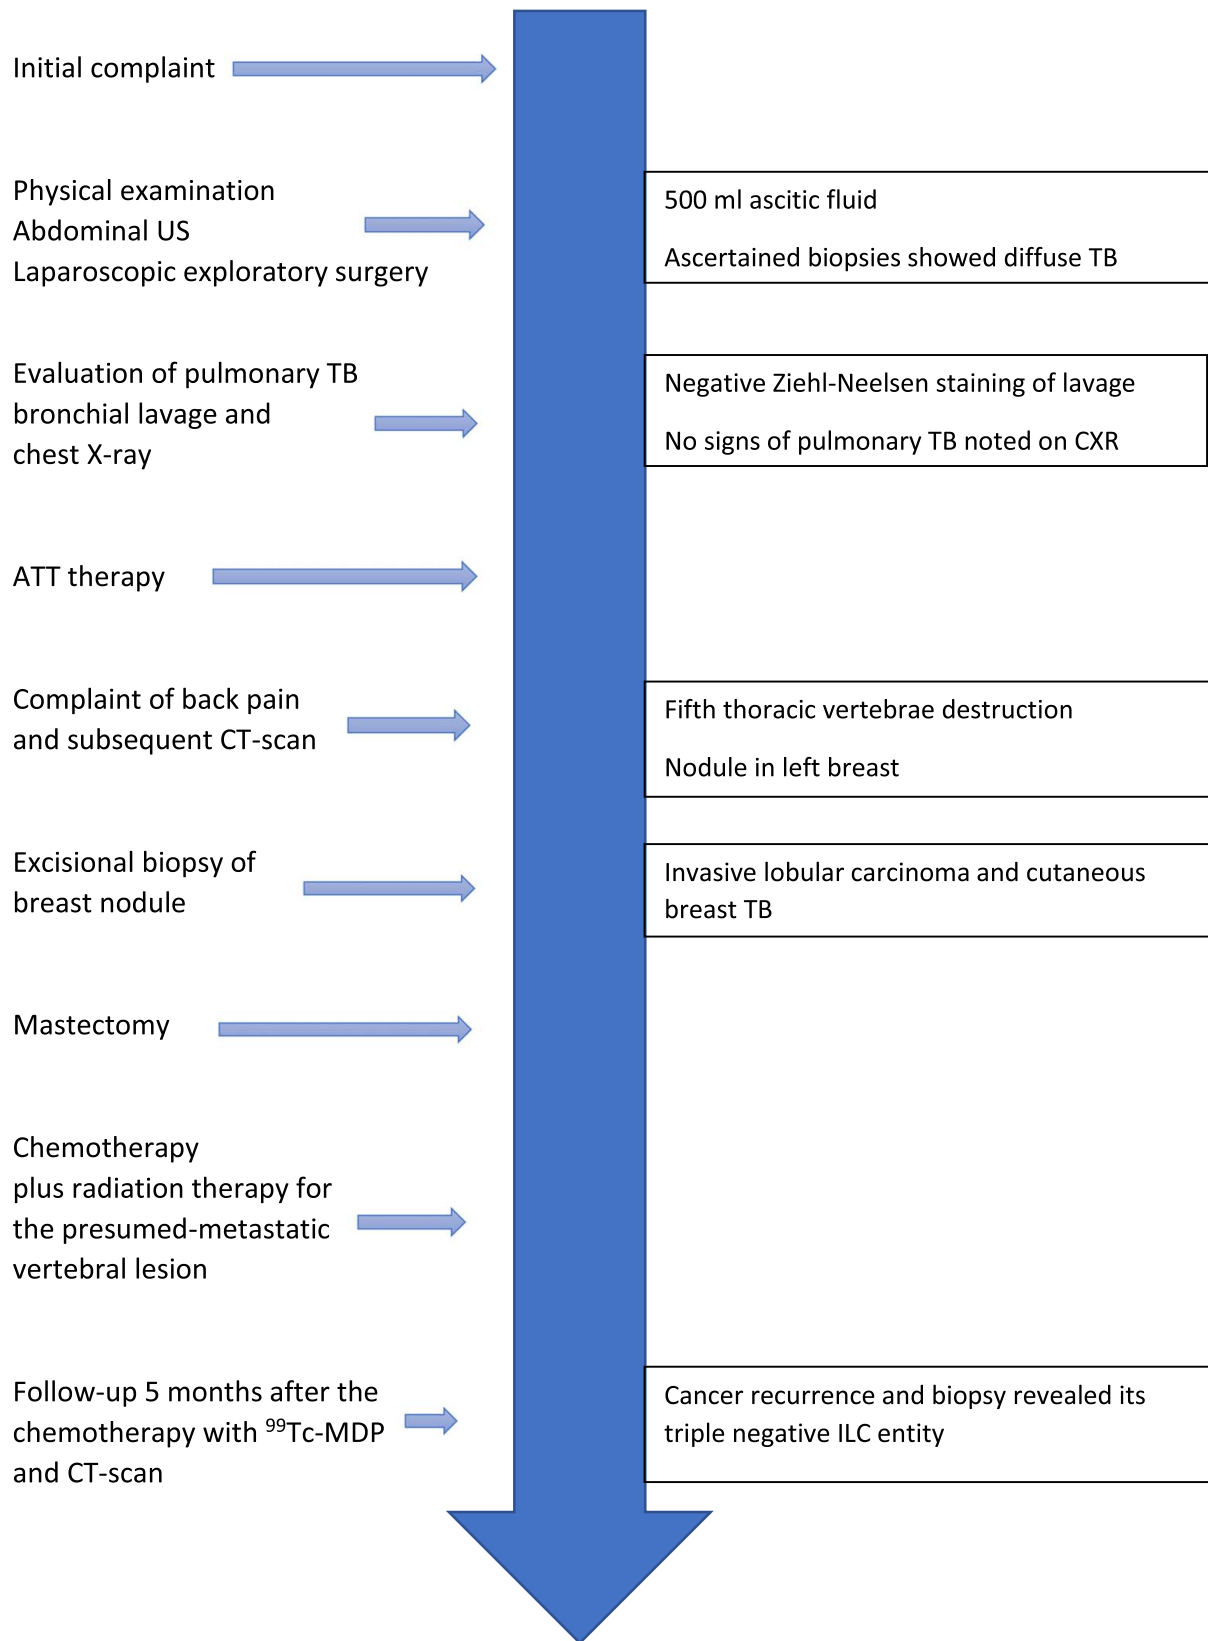 Initial complaint
Physical examination
Abdominal US
Laparoscopic exploratory surgery
500 ml ascitic fluid
Ascertained biopsies showed diffuse TB
Evaluation of pulmonary TB
bronchial lavage and
chest X-ray
Negative Ziehl-Neelsen staining of lavage
No signs of pulmonary TB noted on CXR
ATT therapy
Complaint of back pain
and subsequent CT-scan
Fifth thoracic vertebrae destruction
Nodule in left breast
Excisional biopsy of
breast nodule
Invasive lobular carcinoma and cutaneous
breast TB
Mastectomy
Chemotherapy
plus radiation therapy for
the presumed-metastatic
vertebral lesion
Follow-up 5 months after the
chemotherapy with ⁹⁹Tc-MDP
and CT-scan
Cancer recurrence and biopsy revealed its
triple negative ILC entity